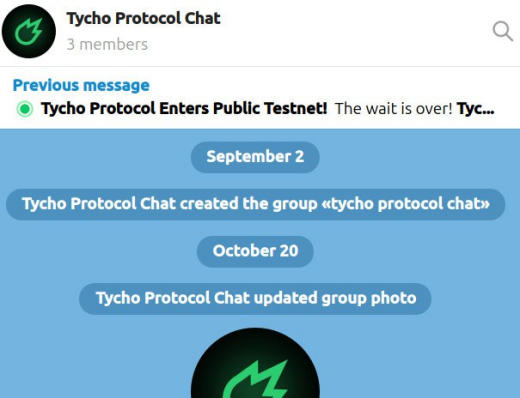 Tycho Protocol Chat
3 members
Previous message
Tycho Protocol Enters Public Testnet! The wait is over! Tyc...
September 2
Tycho Protocol Chat created the group «tycho protocol chat»
October 20
Tycho Protocol Chat updated group photo